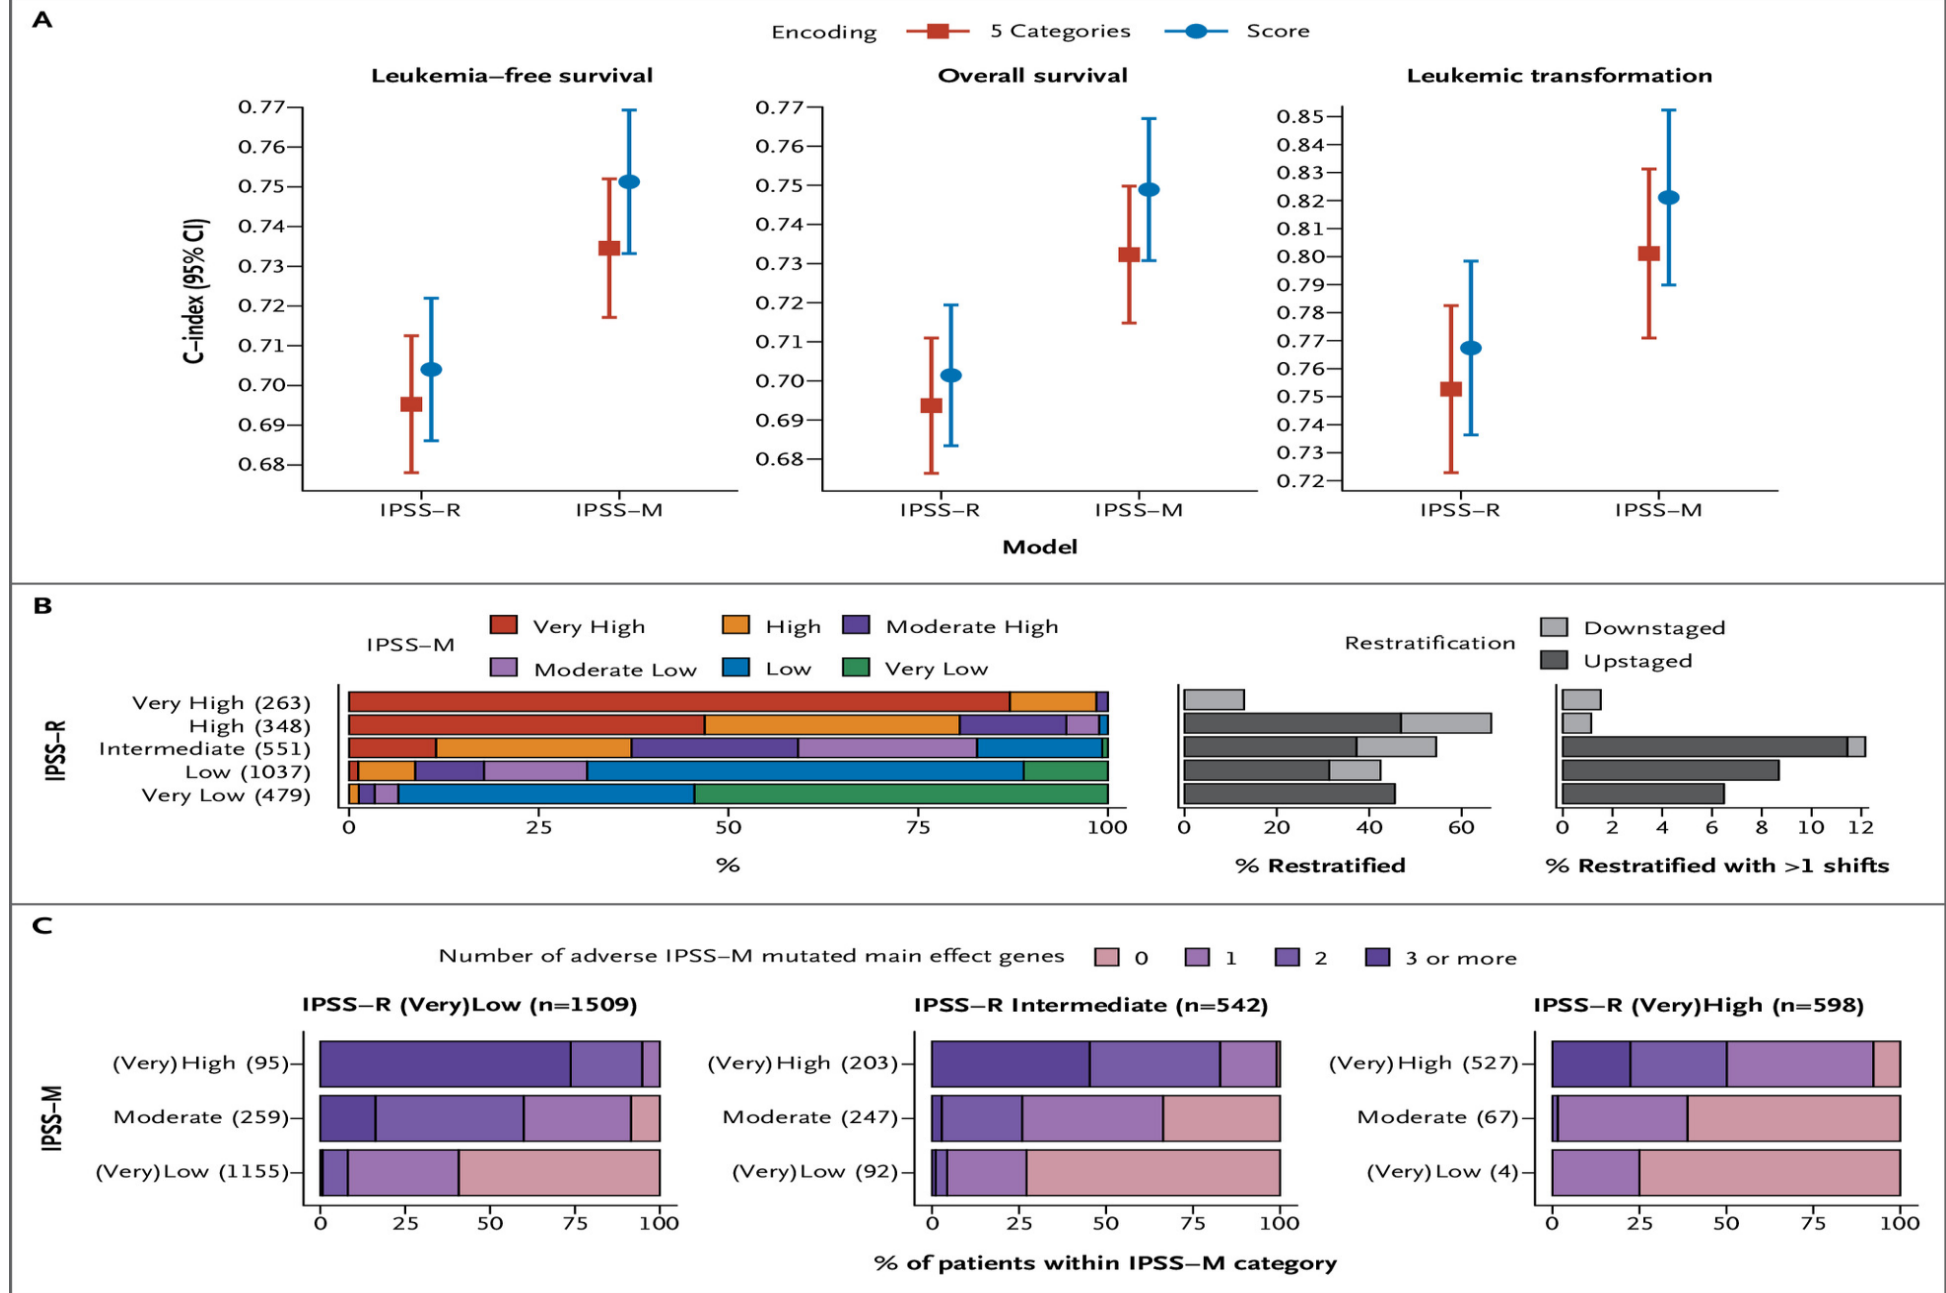 A
Encoding 5 Categories Score
Leukemia–free survival
Overall survival
Leukemic transformation
C–index (95% CI)
0.77
0.76
0.75
0.74
0.73
0.72
0.71
0.70
0.69
0.68
IPSS–R IPSS–M
0.77
0.76
0.75
0.74
0.73
0.72
0.71
0.70
0.69
0.68
IPSS–R IPSS–M
0.85
0.84
0.83
0.82
0.81
0.80
0.79
0.78
0.77
0.76
0.75
0.74
0.73
0.72
IPSS–R IPSS–M
Model
B
IPSS–M
Very High High Moderate High
Moderate Low Low Very Low
Restratification
Downstaged
Upstaged
IPSS–R
Very High (263)
High (348)
Intermediate (551)
Low (1037)
Very Low (479)
0 25 50 75 100
%
0 20 40 60
% Restratified
0 2 4 6 8 10 12
% Restratified with >1 shifts
C
Number of adverse IPSS–M mutated main effect genes 0 1 2 3 or more
IPSS–M
IPSS–R (Very)Low (n=1509)
(Very)High (95)
Moderate (259)
(Very)Low (1155)
0 25 50 75 100
IPSS–R Intermediate (n=542)
(Very)High (203)
Moderate (247)
(Very)Low (92)
0 25 50 75 100
IPSS–R (Very)High (n=598)
(Very)High (527)
Moderate (67)
(Very)Low (4)
0 25 50 75 100
% of patients within IPSS–M category